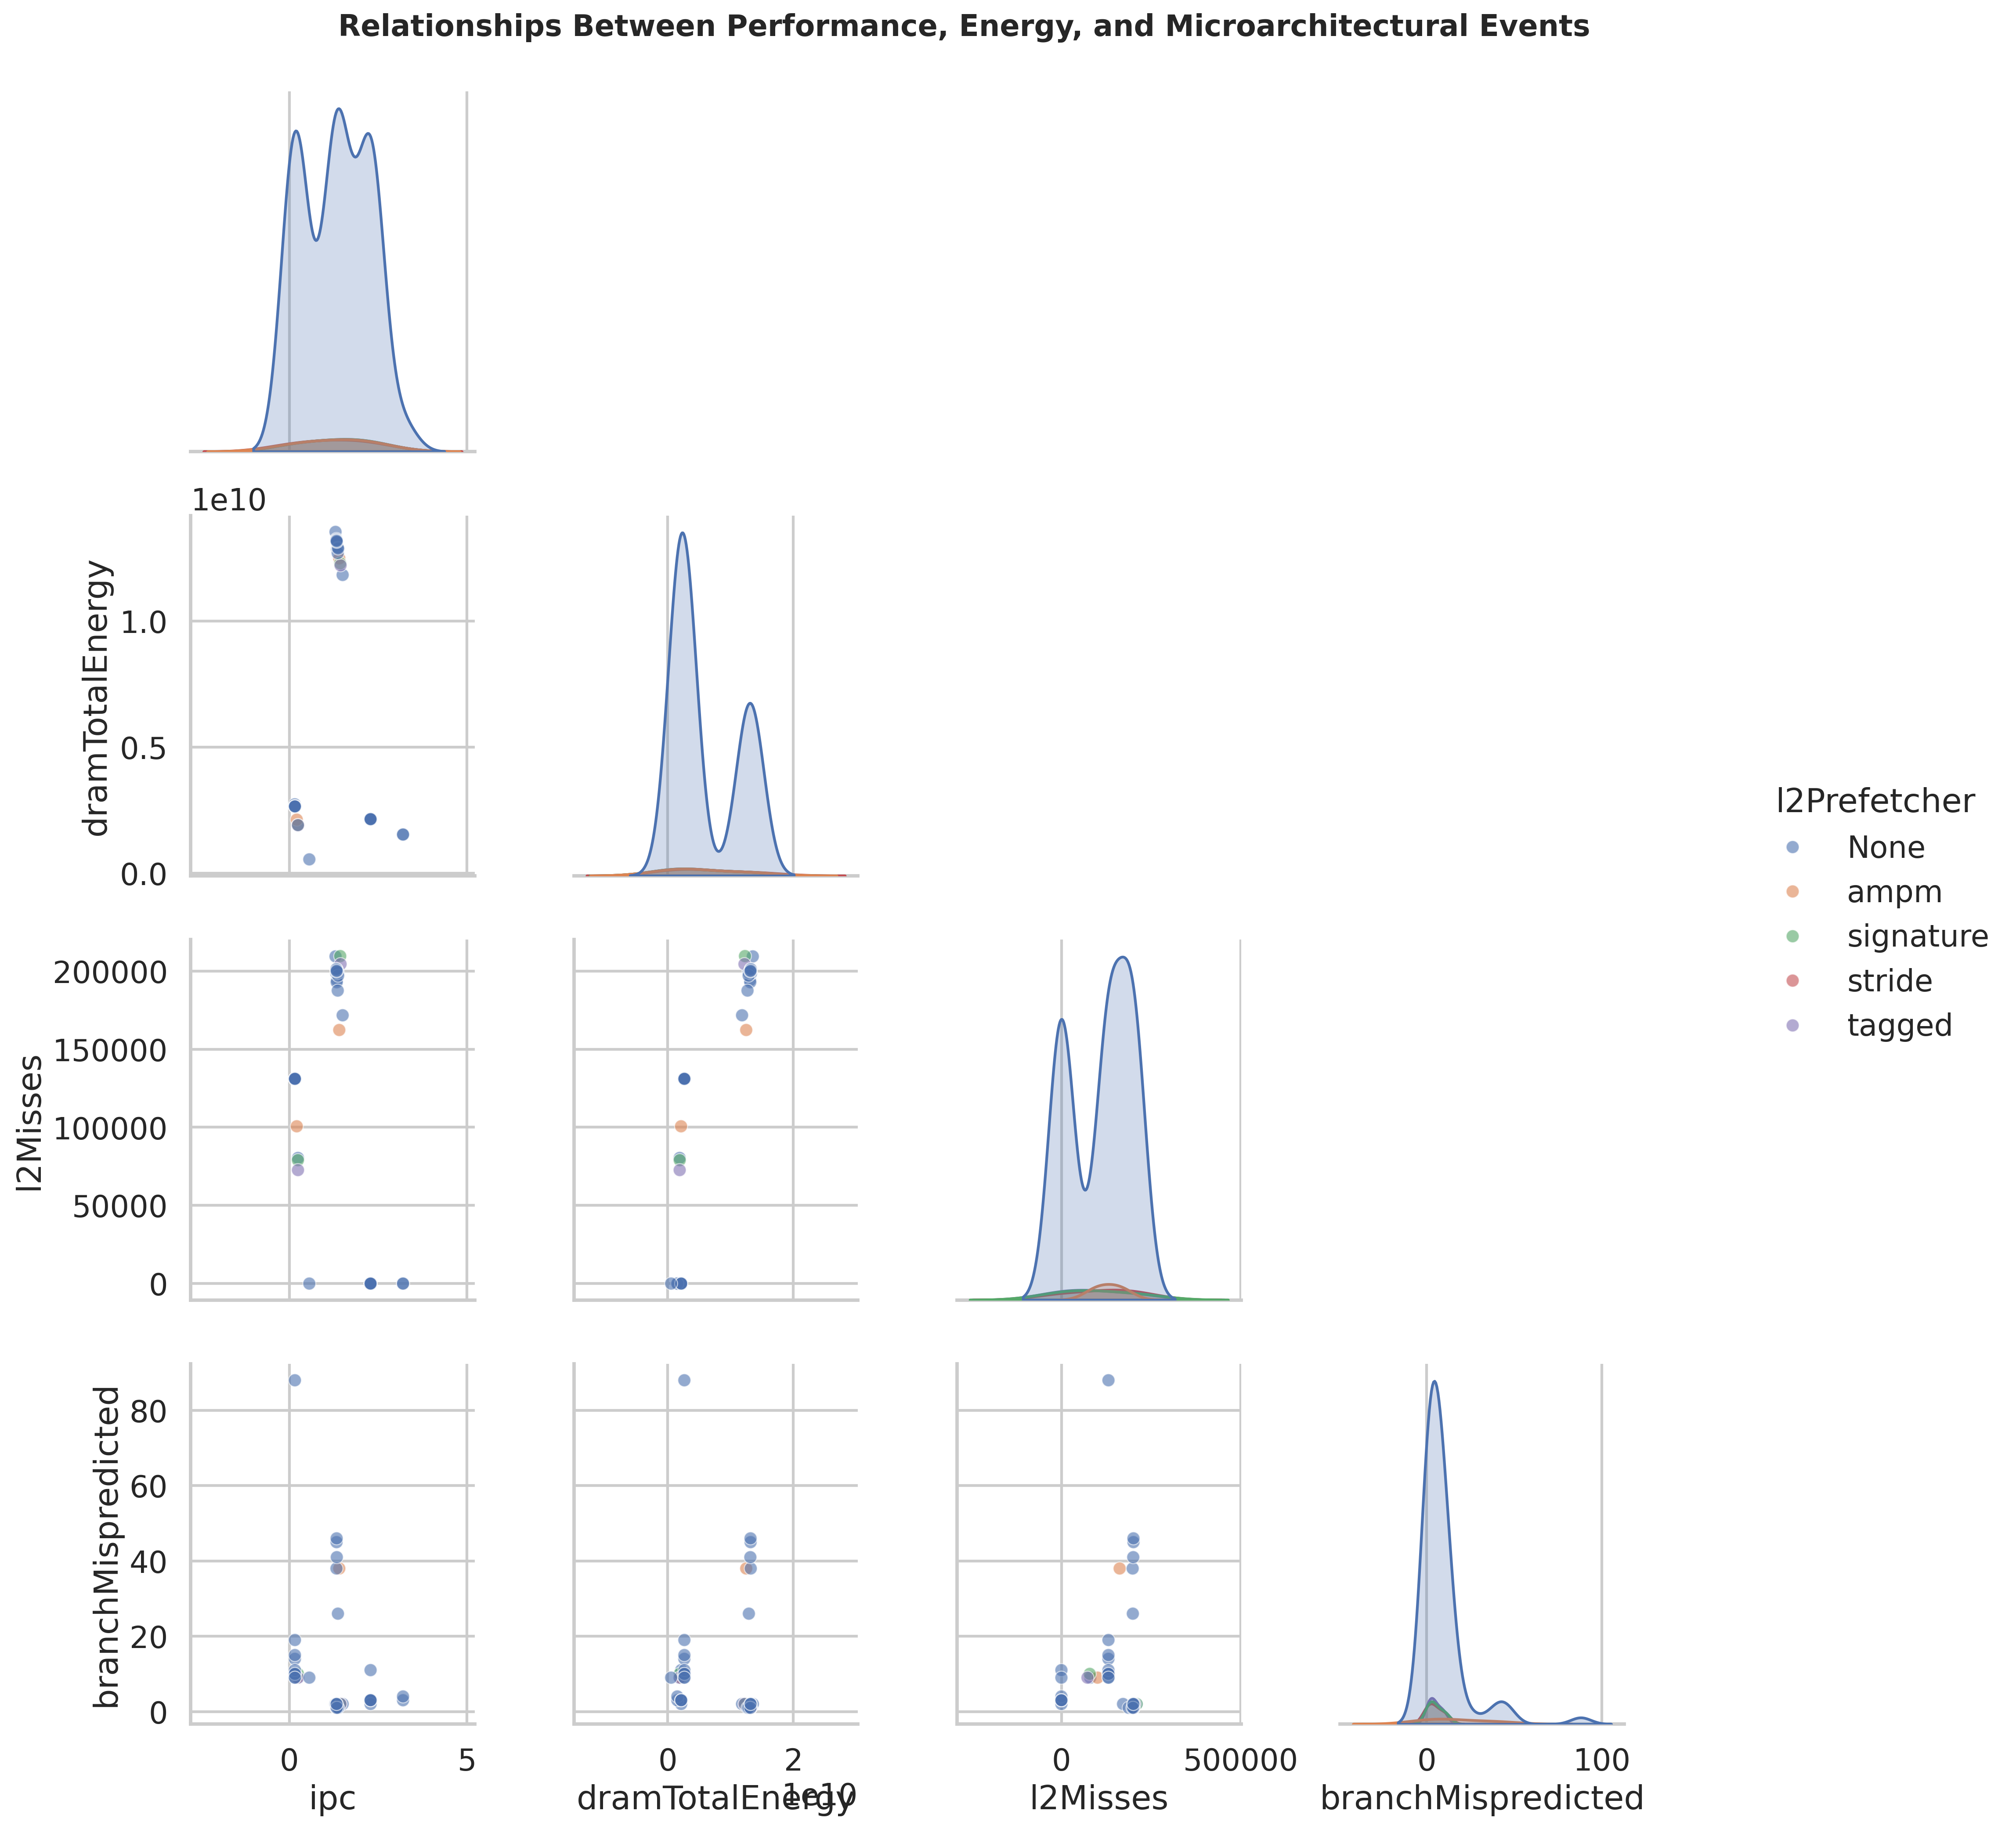 Relationships Between Performance, Energy, and Microarchitectural Events
1e10
dramTotalEnergy
1.0
0.5
0.0
l2Misses
200000
150000
100000
50000
0
branchMispredicted
80
60
40
20
0
0 5
ipc
0 2
1e10
dramTotalEnergy
0 500000
l2Misses
0 100
branchMispredicted
l2Prefetcher
None
ampm
signature
stride
tagged